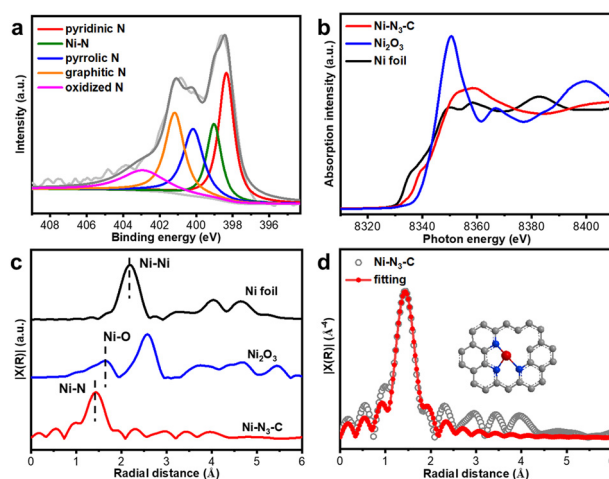 a
pyridinic N
Ni-N
pyrrolic N
graphitic N
oxidized N
Intensity (a.u.)
408 406 404 402 400 398
Binding energy (eV)
b
Ni-N₃-C
Ni₂O₃
Ni foil
Absorption intensity (a.u.)
8320 8340 8360 8380 8400
Photon energy (eV)
c
Ni–Ni
Ni foil
Ni–O
Ni₂O₃
Ni–N
Ni-N₃-C
|X(R)| (a.u.)
0 1 2 3 4 5 6
Radial distance (Å)
d
Ni-N₃-C
fitting
|X(R)| (Å⁻⁴)
0 1 2 3 4 5 6
Radial distance (Å)